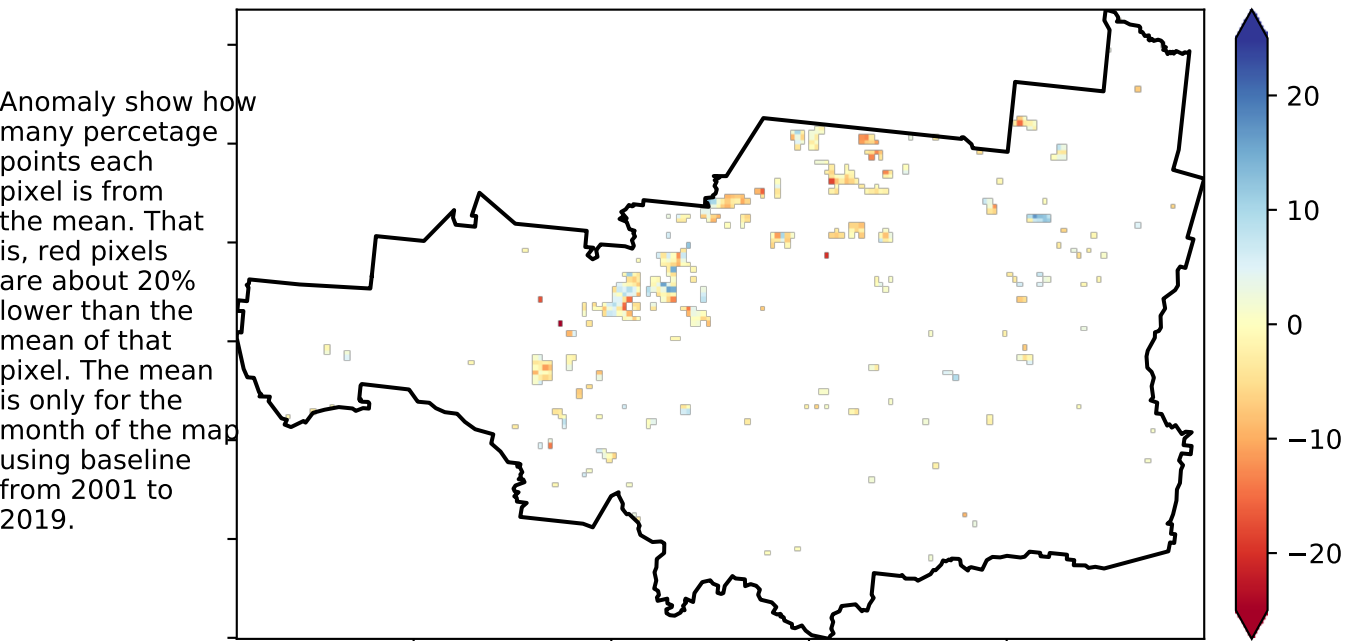 Anomaly show how
many percetage
points each
pixel is from
the mean. That
is, red pixels
are about 20%
lower than the
mean of that
pixel. The mean
is only for the
month of the map
using baseline
from 2001 to
2019.
20
10
0
−10
−20